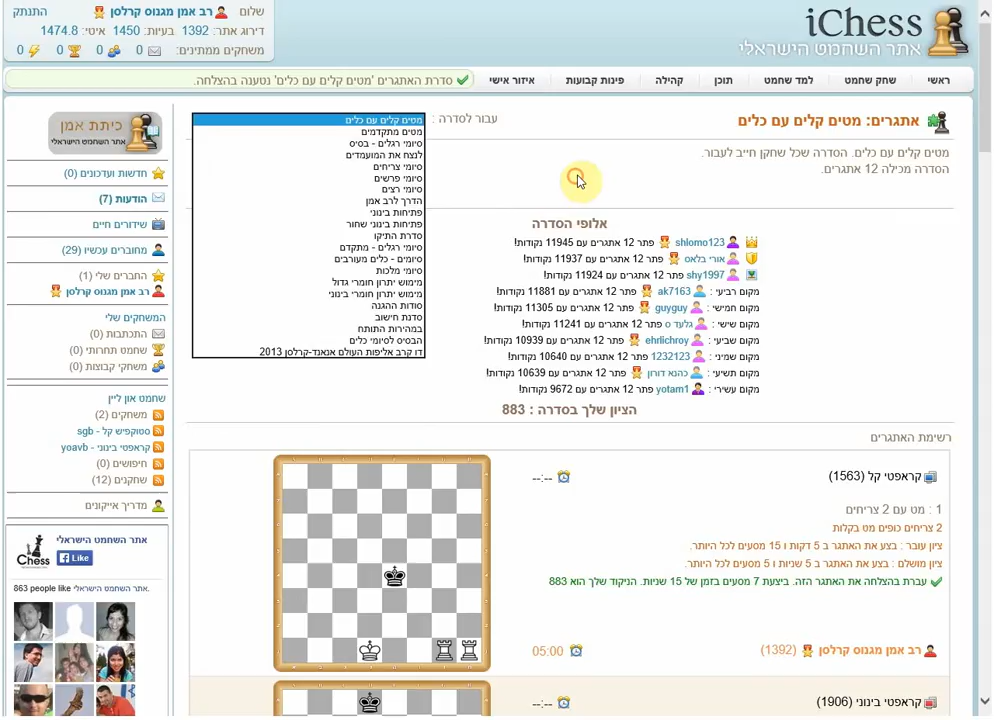 iChess
אתר השחמט הישראלי
שלום רב אמן מגנוס קרלסן התנתק
דירוג אתר: 1392 בעיות: 1450 איטי: 1474.8
משחקים ממתינים: 0 0 0 0
ראשי שחק שחמט למד שחמט תוכן קהילה פינות קבועות איזור אישי
סדרת האתגרים 'מטים קלים עם כלים' נטענה בהצלחה.
אתגרים: מטים קלים עם כלים
מטים קלים עם כלים. הסדרה שכל שחקן חייב לעבור.
הסדרה מכילה 12 אתגרים.
עבור לסדרה :
מטים קלים עם כלים
מטים מתקדמים
סיומי רגלים - בסיס
לנצח את המועמדים
סיומי צריחים
סיומי פרשים
סיומי רצים
הדרך לרב אמן
פתיחות בינוני
פתיחות בינוני שחור
סדרת התיקו
סיומי רגלים - מתקדם
סיומים - כלים מעורבים
סיומי מלכות
מימוש יתרון חומרי גדול
מימוש יתרון חומרי בינוני
סודות ההגנה
סדנת חישוב
במהירות התותח
הבסיס לסיומי כלים
דו קרב אליפות העולם אנאנד-קרלסן 2013
אלופי הסדרה
shlomo123 פתר 12 אתגרים עם 11945 נקודות!
אורי בלאס פתר 12 אתגרים עם 11937 נקודות!
shy1997 פתר 12 אתגרים עם 11924 נקודות!
מקום רביעי : ak7163 פתר 12 אתגרים עם 11881 נקודות!
מקום חמישי : guyguy פתר 12 אתגרים עם 11305 נקודות!
מקום שישי : גלעד o פתר 12 אתגרים עם 11241 נקודות!
מקום שביעי : ehrlichroy פתר 12 אתגרים עם 10939 נקודות!
מקום שמיני : 1232123 פתר 12 אתגרים עם 10640 נקודות!
מקום תשיעי : כהנא דורון פתר 12 אתגרים עם 10639 נקודות!
מקום עשירי : yotam1 פתר 12 אתגרים עם 9672 נקודות!
הציון שלך בסדרה : 883
רשימת האתגרים
קראפטי קל (1563) --:--
1 : מט עם 2 צריחים
2 צריחים כופים מט בקלות
ציון עובר : בצע את האתגר ב 5 דקות ו 15 מסעים לכל היותר.
ציון מושלם : בצע את האתגר ב 5 שניות ו 5 מסעים לכל היותר.
עברת בהצלחה את האתגר הזה. ביצעת 7 מסעים בזמן של 15 שניות. הניקוד שלך הוא 883
רב אמן מגנוס קרלסן (1392) 05:00
קראפטי בינוני (1906) --:--
כיתת אמן
אתר השחמט הישראלי
חדשות ועדכונים (0)
הודעות (7)
שידורים חיים
מחוברים עכשיו (29)
החברים שלי (1)
רב אמן מגנוס קרלסן
המשחקים שלי
התכתבות (0)
שחמט תחרותי (0)
משחקי קבוצות (0)
שחמט און ליין
משחקים (2)
סטוקפיש קל - sgb
קראפטי בינוני - yoavb
חיפושים (0)
שחקנים (12)
מדריך אייקונים
אתר השחמט הישראלי
Like
Chess
863 people like אתר השחמט הישראלי.